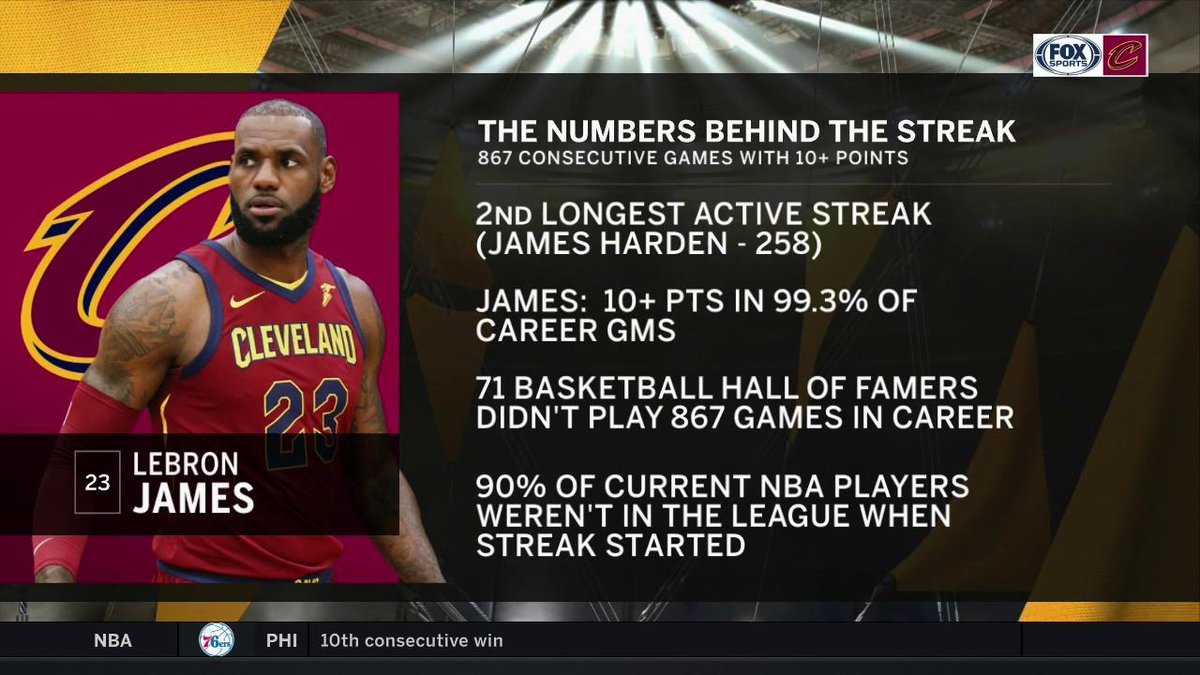 FOX
SPORTS
C
THE NUMBERS BEHIND THE STREAK
867 CONSECUTIVE GAMES WITH 10+ POINTS
2ND LONGEST ACTIVE STREAK
(JAMES HARDEN - 258)
JAMES: 10+ PTS IN 99.3% OF
CAREER GMS
71 BASKETBALL HALL OF FAMERS
DIDN'T PLAY 867 GAMES IN CAREER
90% OF CURRENT NBA PLAYERS
WEREN'T IN THE LEAGUE WHEN
STREAK STARTED
CLEVELAND
23
23 LEBRON
JAMES
NBA 76ERS PHI 10th consecutive win